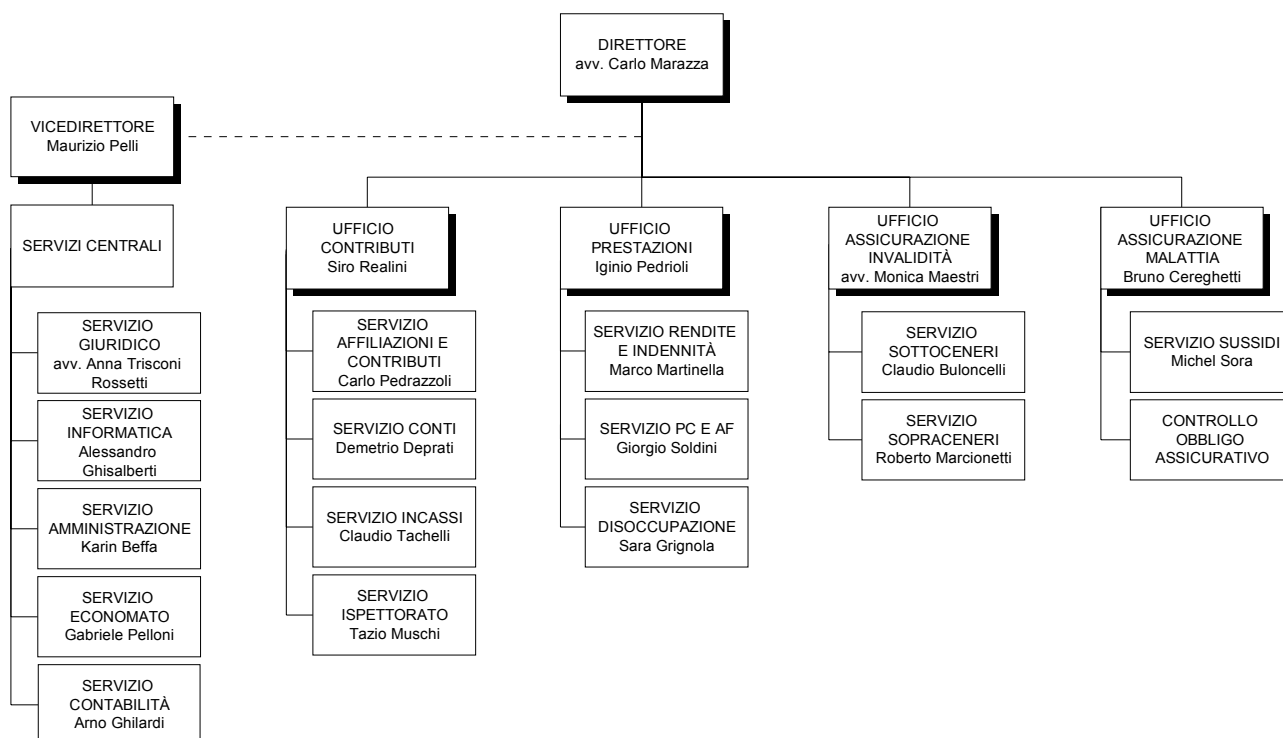 DIRETTORE
avv. Carlo Marazza
VICEDIRETTORE
Maurizio Pelli
SERVIZI CENTRALI
SERVIZIO
GIURIDICO
avv. Anna Trisconi
Rossetti
SERVIZIO
INFORMATICA
Alessandro
Ghisalberti
SERVIZIO
AMMINISTRAZIONE
Karin Beffa
SERVIZIO
ECONOMATO
Gabriele Pelloni
SERVIZIO
CONTABILITÀ
Arno Ghilardi
UFFICIO
CONTRIBUTI
Siro Realini
SERVIZIO
AFFILIAZIONI E
CONTRIBUTI
Carlo Pedrazzoli
SERVIZIO CONTI
Demetrio Deprati
SERVIZIO INCASSI
Claudio Tachelli
SERVIZIO
ISPETTORATO
Tazio Muschi
UFFICIO
PRESTAZIONI
Iginio Pedrioli
SERVIZIO RENDITE
E INDENNITÀ
Marco Martinella
SERVIZIO PC E AF
Giorgio Soldini
SERVIZIO
DISOCCUPAZIONE
Sara Grignola
UFFICIO
ASSICURAZIONE
INVALIDITÀ
avv. Monica Maestri
SERVIZIO
SOTTOCENERI
Claudio Buloncelli
SERVIZIO
SOPRACENERI
Roberto Marcionetti
UFFICIO
ASSICURAZIONE
MALATTIA
Bruno Cereghetti
SERVIZIO SUSSIDI
Michel Sora
CONTROLLO
OBBLIGO
ASSICURATIVO